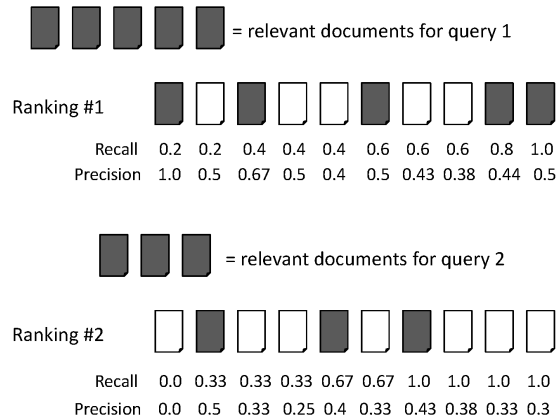 = relevant documents for query 1
Ranking #1
Recall 0.2 0.2 0.4 0.4 0.4 0.6 0.6 0.6 0.8 1.0
Precision 1.0 0.5 0.67 0.5 0.4 0.5 0.43 0.38 0.44 0.5
= relevant documents for query 2
Ranking #2
Recall 0.0 0.33 0.33 0.33 0.67 0.67 1.0 1.0 1.0 1.0
Precision 0.0 0.5 0.33 0.25 0.4 0.33 0.43 0.38 0.33 0.3